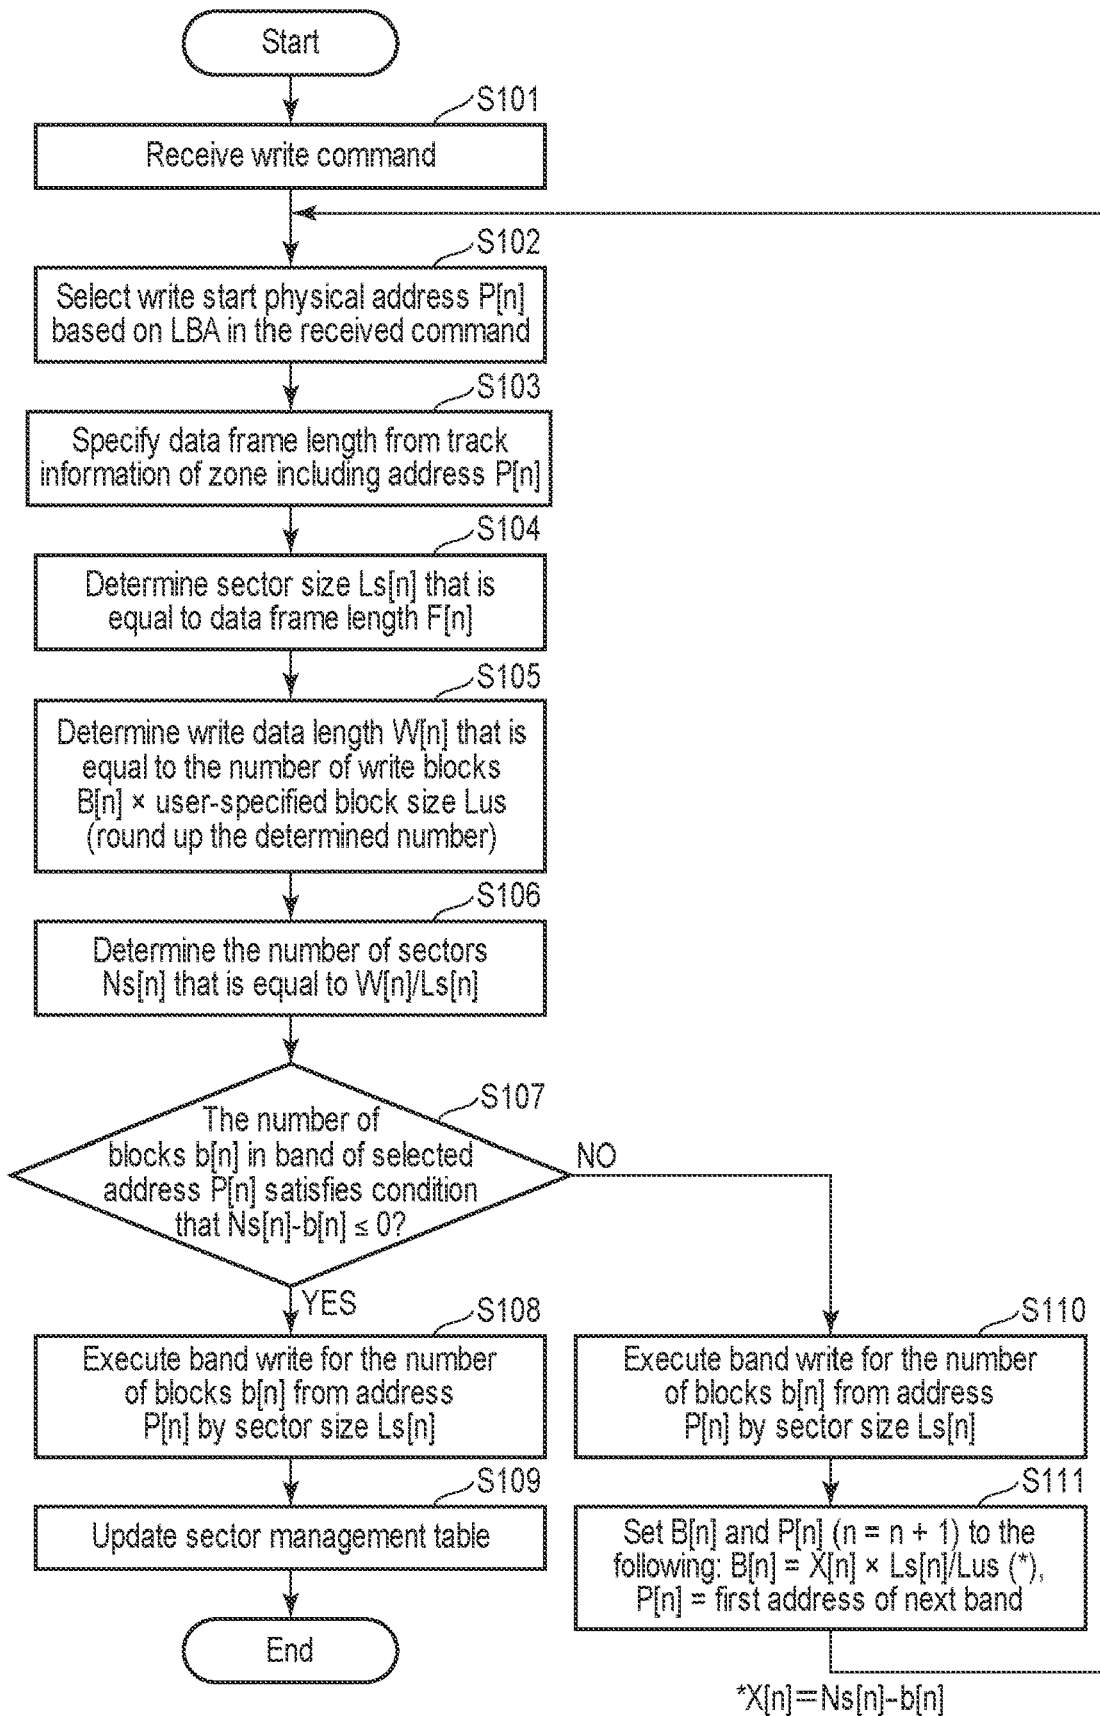 Start
S101
Receive write command
S102
Select write start physical address P[n]
based on LBA in the received command
S103
Specify data frame length from track
information of zone including address P[n]
S104
Determine sector size Ls[n] that is
equal to data frame length F[n]
S105
Determine write data length W[n] that is
equal to the number of write blocks
B[n] × user-specified block size Lus
(round up the determined number)
S106
Determine the number of sectors
Ns[n] that is equal to W[n]/Ls[n]
S107
The number of
blocks b[n] in band of selected
address P[n] satisfies condition
that Ns[n]-b[n] ≤ 0?
NO
YES
S108
Execute band write for the number
of blocks b[n] from address
P[n] by sector size Ls[n]
S109
Update sector management table
End
S110
Execute band write for the number
of blocks b[n] from address
P[n] by sector size Ls[n]
S111
Set B[n] and P[n] (n = n + 1) to the
following: B[n] = X[n] × Ls[n]/Lus (*),
P[n] = first address of next band
*X[n]=Ns[n]-b[n]